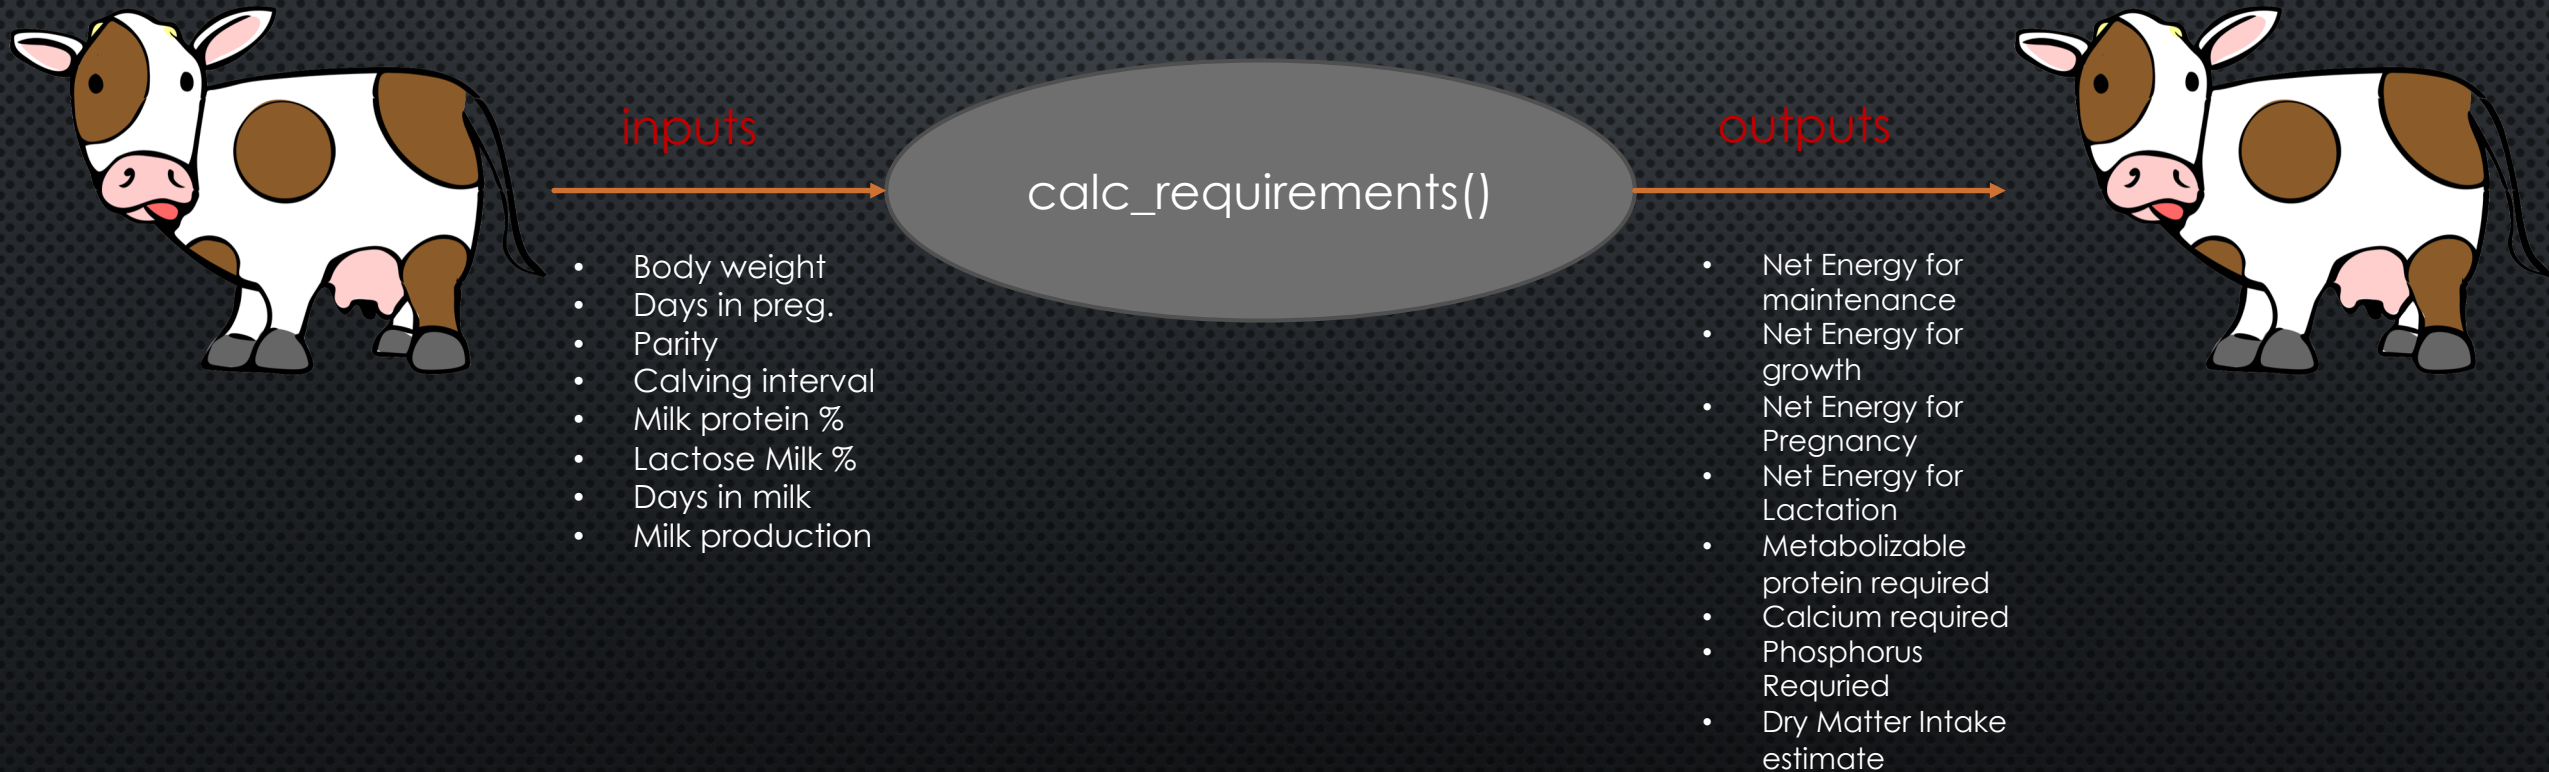 inputs
• Body weight
• Days in preg.
• Parity
• Calving interval
• Milk protein %
• Lactose Milk %
• Days in milk
• Milk production
calc_requirements()
outputs
• Net Energy for
maintenance
• Net Energy for
growth
• Net Energy for
Pregnancy
• Net Energy for
Lactation
• Metabolizable
protein required
• Calcium required
• Phosphorus
Requried
• Dry Matter Intake
estimate